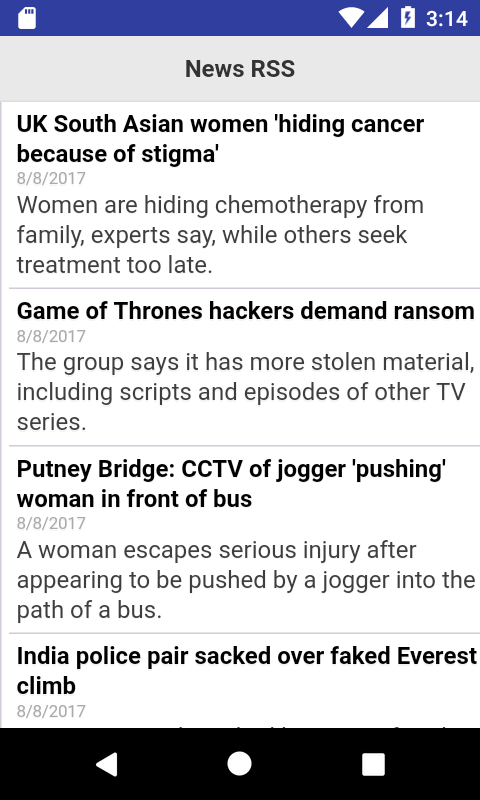 3:14
News RSS
UK South Asian women 'hiding cancer
because of stigma'
8/8/2017
Women are hiding chemotherapy from
family, experts say, while others seek
treatment too late.
Game of Thrones hackers demand ransom
8/8/2017
The group says it has more stolen material,
including scripts and episodes of other TV
series.
Putney Bridge: CCTV of jogger 'pushing'
woman in front of bus
8/8/2017
A woman escapes serious injury after
appearing to be pushed by a jogger into the
path of a bus.
India police pair sacked over faked Everest
climb
8/8/2017